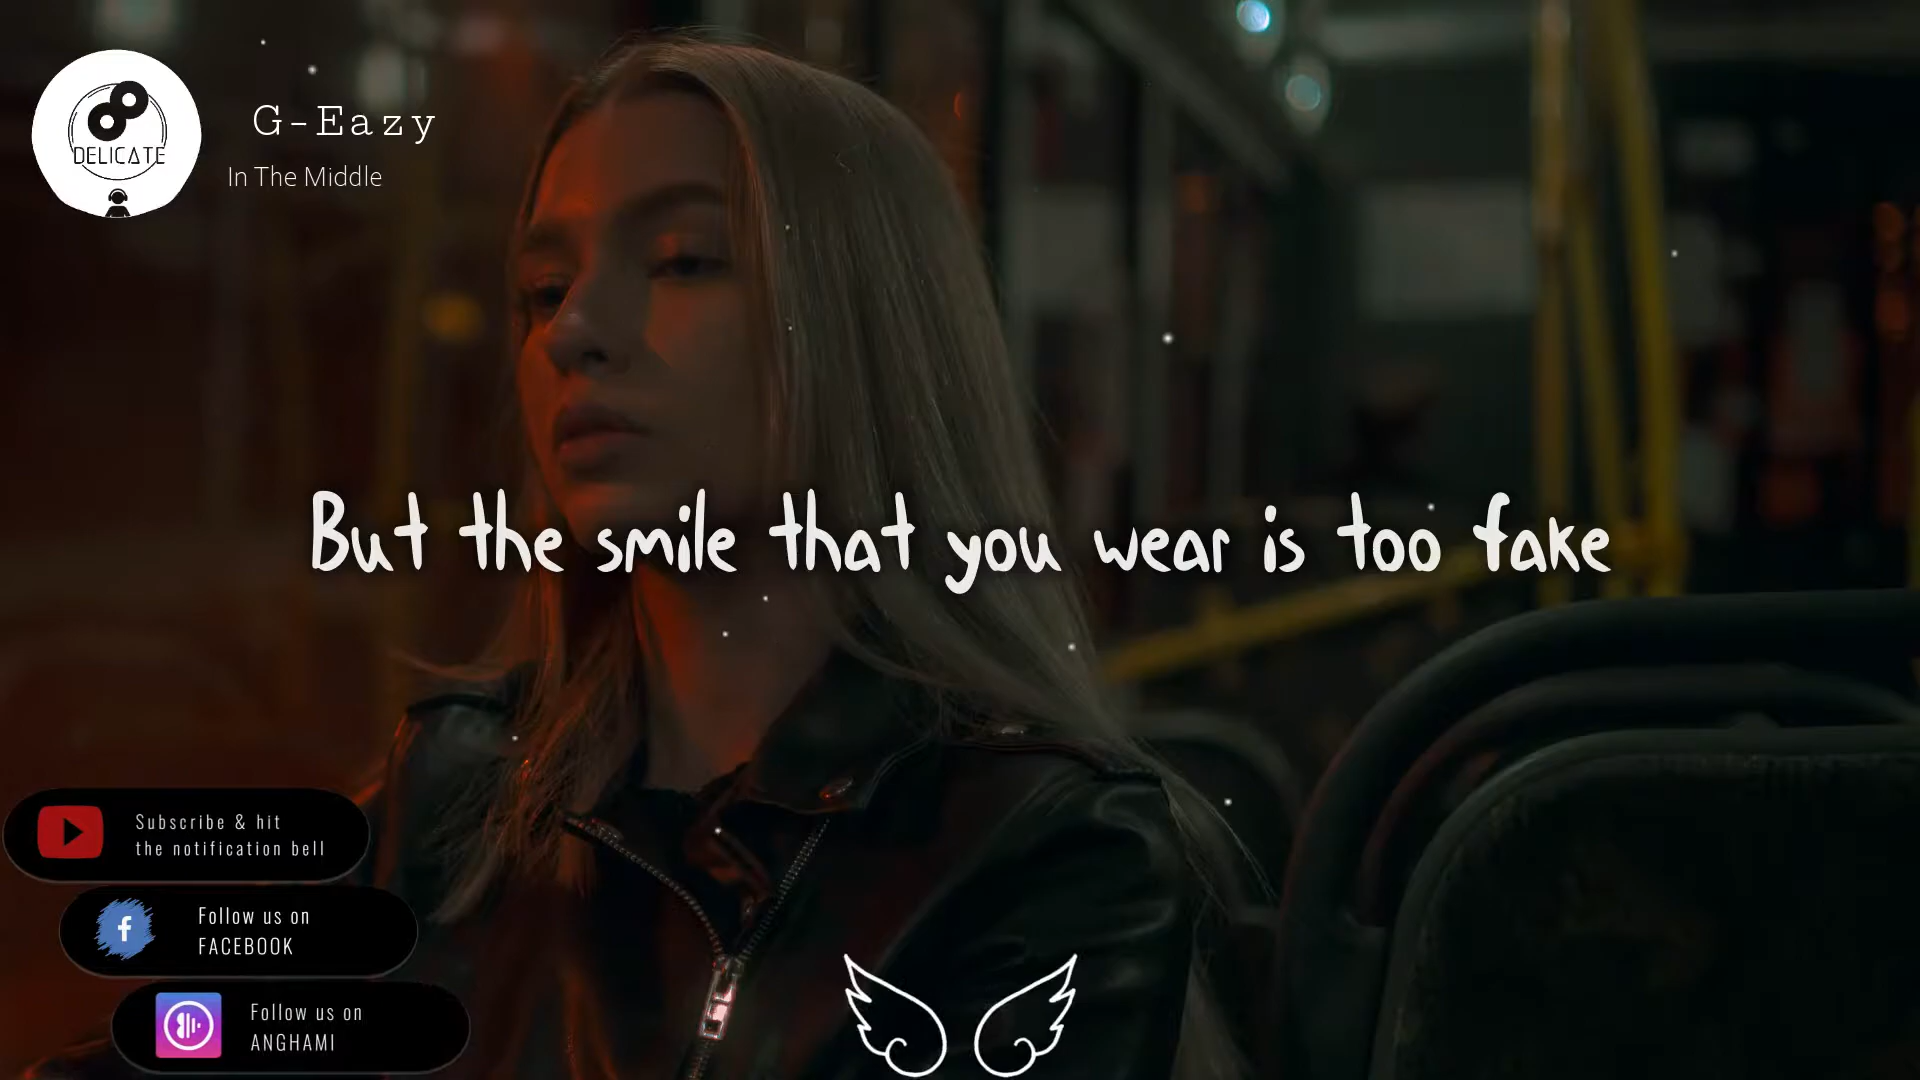 DELICATE
G-Eazy
In The Middle
But the smile that you wear is too fake
Subscribe & hit
the notification bell
Follow us on
FACEBOOK
Follow us on
ANGHAMI